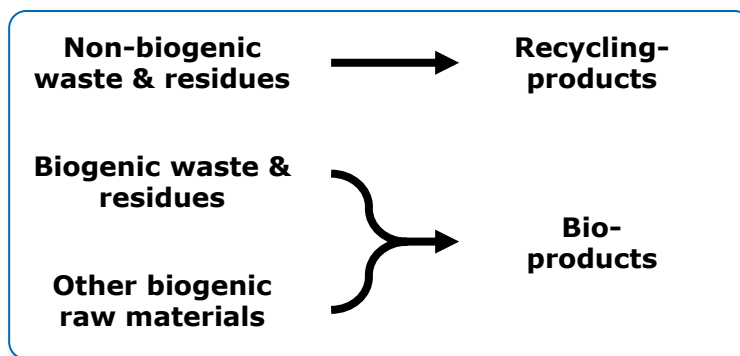 Non-biogenic
waste & residues
Recycling-
products
Biogenic waste &
residues
Bio-
products
Other biogenic
raw materials